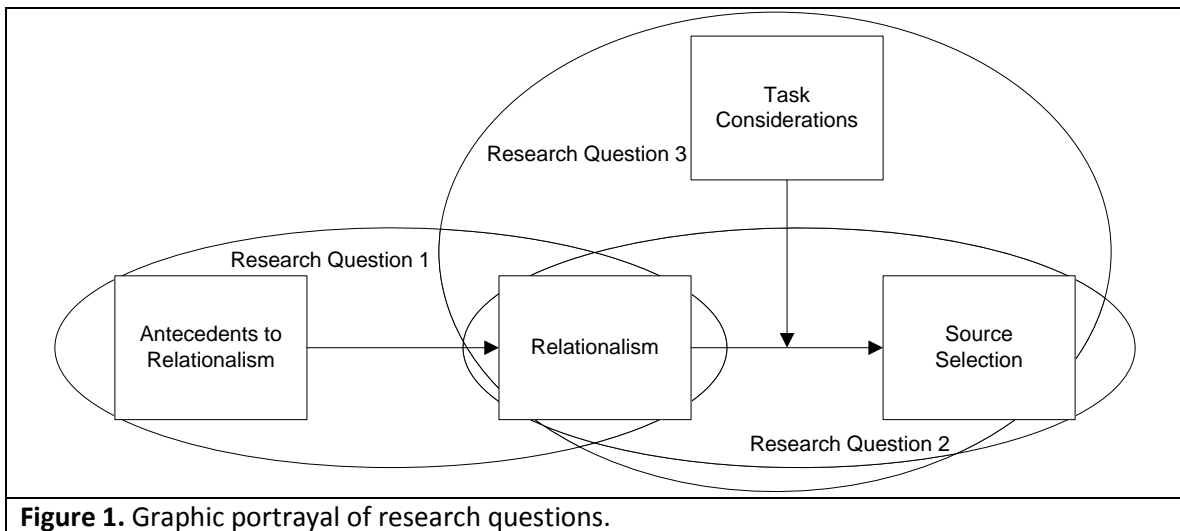 Task
Considerations
Research Question 3
Research Question 1
Antecedents to
Relationalism
Relationalism
Source
Selection
Research Question 2
Figure 1. Graphic portrayal of research questions.